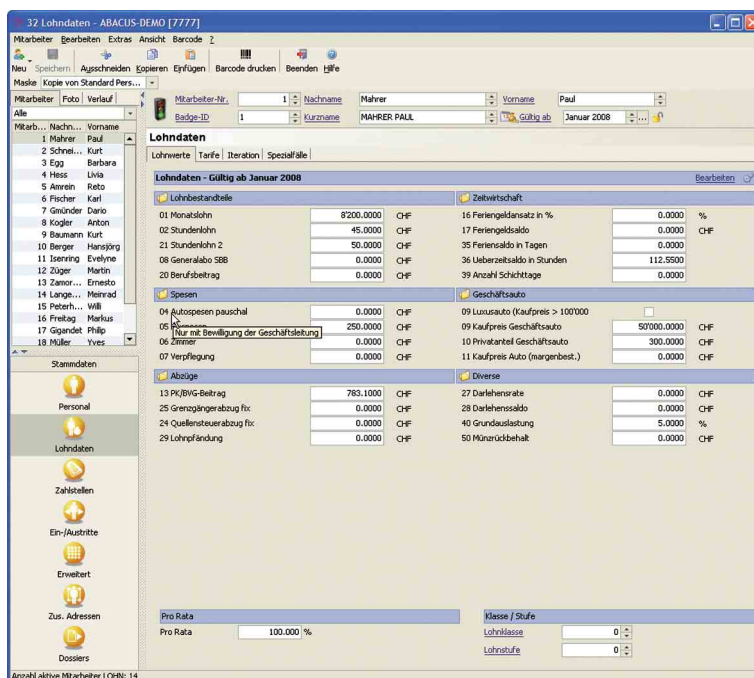 32 Lohndaten - ABACUS-DEMO [7777]
Mitarbeiter Bearbeiten Extras Ansicht Barcode ?
Neu Speichern Ausschneiden Kopieren Einfügen Barcode drucken Beenden Hilfe
Maske Kopie von Standard Pers...
Mitarbeiter Foto Verlauf
Alle
Mitarb... Nachn... Vorname
1 Mahrer Paul
2 Schnei... Kurt
3 Egg Barbara
4 Hess Livia
5 Amrein Reto
6 Fischer Karl
7 Gmünder Dario
8 Kogler Anton
9 Baumann Kurt
10 Berger Hansjörg
11 Isenring Evelyne
12 Züger Martin
13 Zamor... Ernesto
14 Lange... Meinrad
15 Peterh... Willi
16 Freitag Markus
17 Gigandet Philip
18 Müller Yves
Stammdaten
Personal
Lohndaten
Zahlstellen
Ein-/Austritte
Erweitert
Zus. Adressen
Dossiers
Mitarbeiter-Nr. 1 Nachname Mahrer Vorname Paul
Badge-ID 1 Kurzname MAHRER PAUL Gültig ab Januar 2008 ...
Lohndaten
Lohnwerte Tarife Iteration Spezialfälle
Lohndaten - Gültig ab Januar 2008 Bearbeiten
Lohnbestandteile
01 Monatslohn 8'200.0000 CHF
02 Stundenlohn 45.0000 CHF
21 Stundenlohn 2 50.0000 CHF
08 Generalabo SBB 0.0000 CHF
20 Berufsbeitrag 0.0000 CHF
Zeitwirtschaft
16 Feriengeldansatz in % 0.0000 %
17 Feriengeldsaldo 0.0000 CHF
35 Feriensaldo in Tagen 0.0000
36 Ueberzeitsaldo in Stunden 112.5500
39 Anzahl Schichttage 0.0000
Spesen
04 Autospesen pauschal 0.0000 CHF
05 250.0000 CHF
Nur mit Bewilligung der Geschäftsleitung
06 Zimmer 0.0000 CHF
07 Verpflegung 0.0000 CHF
Geschäftsauto
09 Luxusauto (Kaufpreis > 100'000
09 Kaufpreis Geschäftsauto 50'000.0000 CHF
10 Privatanteil Geschäftsauto 300.0000 CHF
11 Kaufpreis Auto (margenbest.) 0.0000 CHF
Abzüge
13 PK/BVG-Beitrag 783.1000 CHF
25 Grenzgängerabzug fix 0.0000 CHF
24 Quellensteuerabzug fix 0.0000 CHF
29 Lohnpfändung 0.0000 CHF
Diverse
27 Darlehensrate 0.0000 CHF
28 Darlehenssaldo 0.0000 CHF
40 Grundauslastung 5.0000 %
50 Münzrückbehalt 0.0000 CHF
Pro Rata
Pro Rata 100.000 %
Klasse / Stufe
Lohnklasse 0
Lohnstufe 0
Anzahl aktive Mitarbeiter LOHN: 14